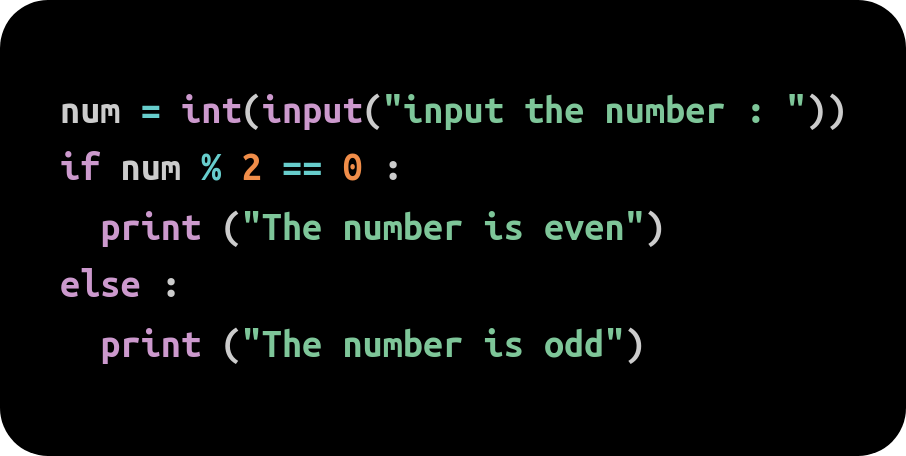 num = int(input("input the number : "))
if num % 2 == 0 :
  print ("The number is even")
else :
  print ("The number is odd")